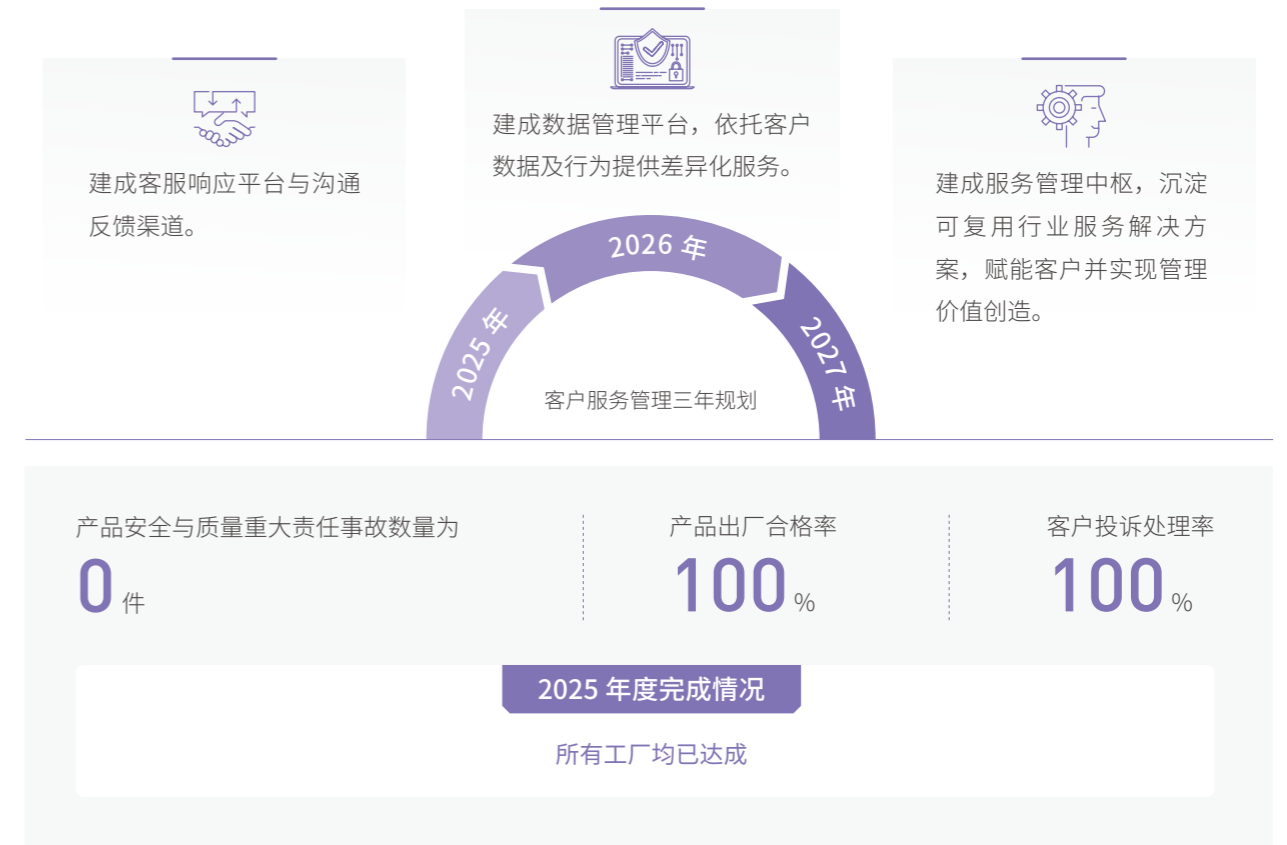 建成客服响应平台与沟通
反馈渠道。
建成数据管理平台，依托客户
数据及行为提供差异化服务。
建成服务管理中枢，沉淀
可复用行业服务解决方
案，赋能客户并实现管理
价值创造。
2025 年
2026 年
2027 年
客户服务管理三年规划
产品安全与质量重大责任事故数量为
0 件
产品出厂合格率
100 %
客户投诉处理率
100 %
2025 年度完成情况
所有工厂均已达成